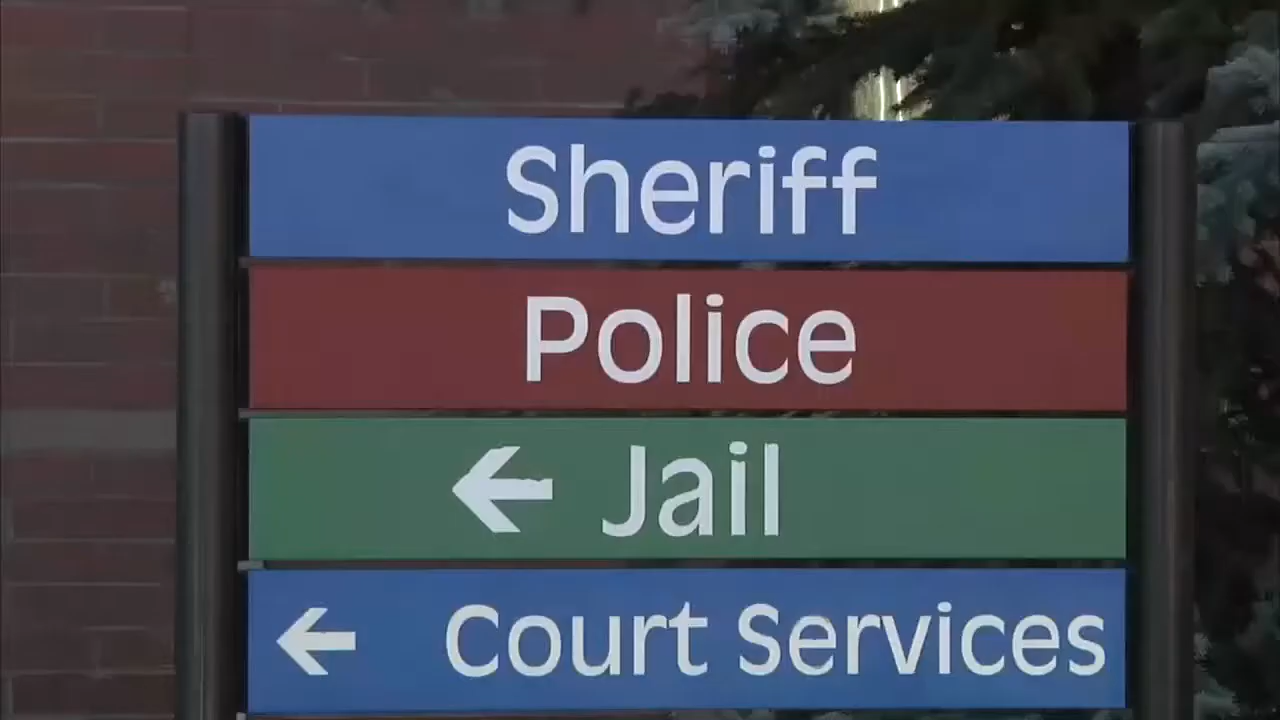 Sheriff
Police
← Jail
← Court Services